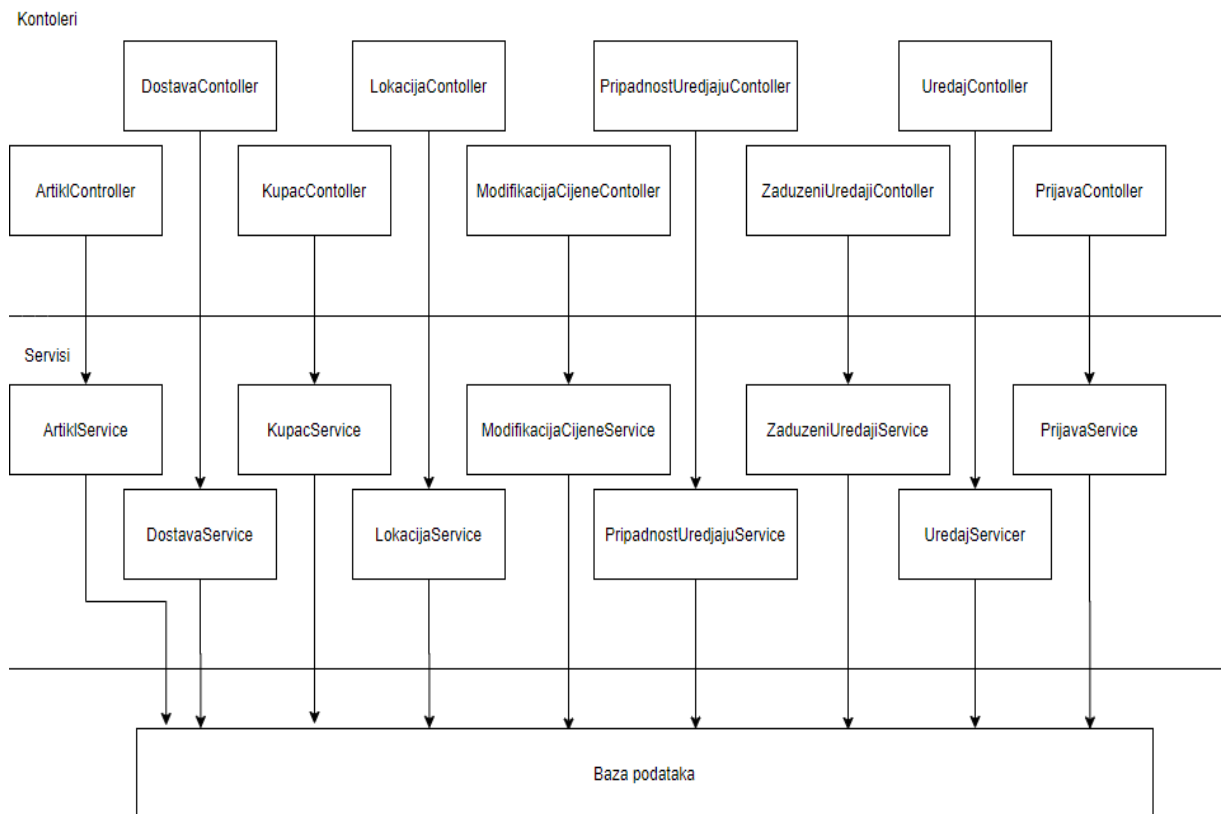 Kontoleri
DostavaContoller
LokacijaContoller
PripadnostUredjajuContoller
UredajContoller
ArtiklController
KupacContoller
ModifikacijaCijeneContoller
ZaduzeniUredajiContoller
PrijavaContoller
Servisi
ArtiklService
KupacService
ModifikacijaCijeneService
ZaduzeniUredajiService
PrijavaService
DostavaService
LokacijaService
PripadnostUredjajuService
UredajServicer
Baza podataka